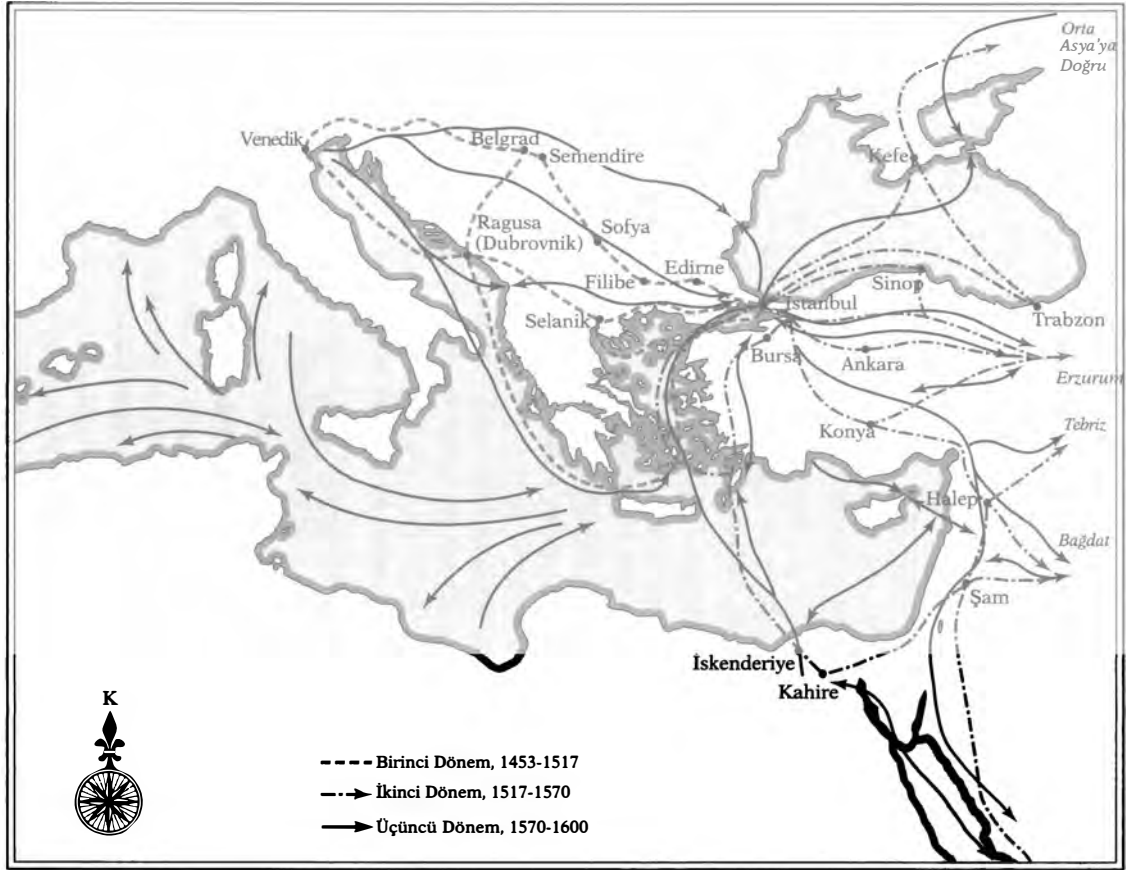 Orta
Asya'ya
Doğru
Venedik
Belgrad
Semendire
Kefe
Ragusa
(Dubrovnik)
Sofya
Filibe
Edirne
Sinop
İstanbul
Selanik
Trabzon
Bursa
Ankara
Erzurum
Konya
Tebriz
Halep
Bağdat
Şam
İskenderiye
Kahire
K
Birinci Dönem, 1453-1517
İkinci Dönem, 1517-1570
Üçüncü Dönem, 1570-1600